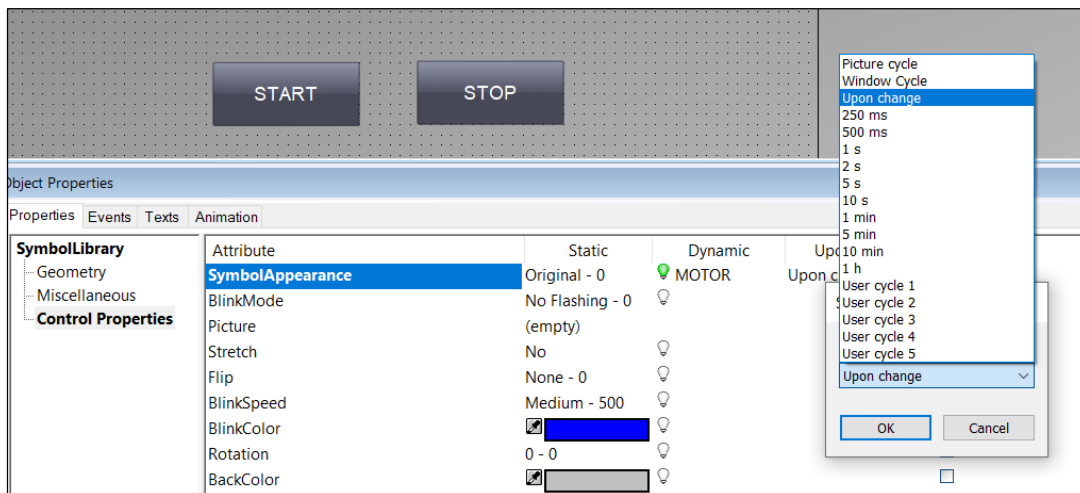 START STOP
Object Properties
Properties Events Texts Animation
SymbolLibrary
Geometry
Miscellaneous
Control Properties
Attribute Static Dynamic
SymbolAppearance Original - 0 MOTOR
BlinkMode No Flashing - 0
Picture (empty)
Stretch No
Flip None - 0
BlinkSpeed Medium - 500
BlinkColor
Rotation 0 - 0
BackColor
Picture cycle
Window Cycle
Upon change
250 ms
500 ms
1 s
2 s
5 s
10 s
1 min
5 min
10 min
1 h
User cycle 1
User cycle 2
User cycle 3
User cycle 4
User cycle 5
Upon change
OK Cancel